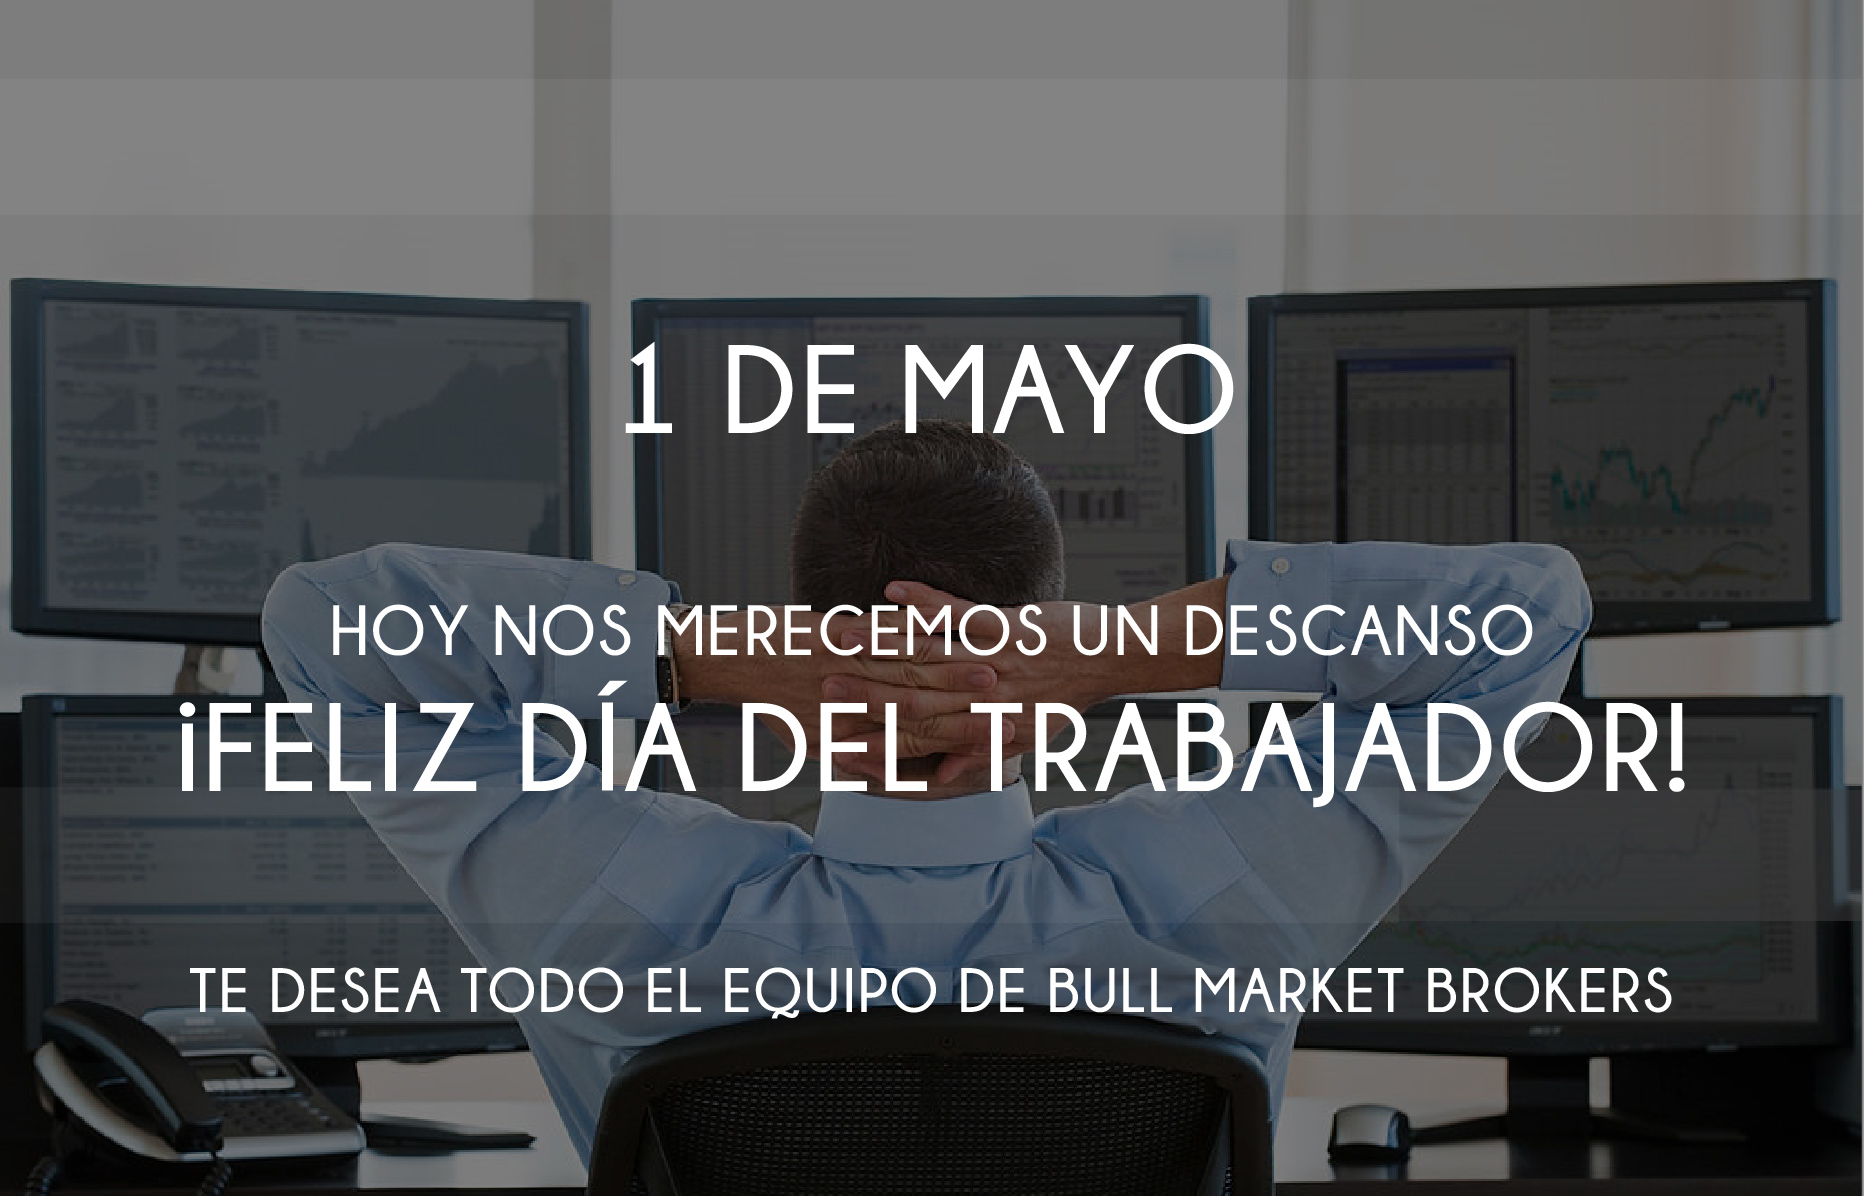 1 DE MAYO
HOY NOS MERECEMOS UN DESCANSO
¡FELIZ DÍA DEL TRABAJADOR!
TE DESEA TODO EL EQUIPO DE BULL MARKET BROKERS